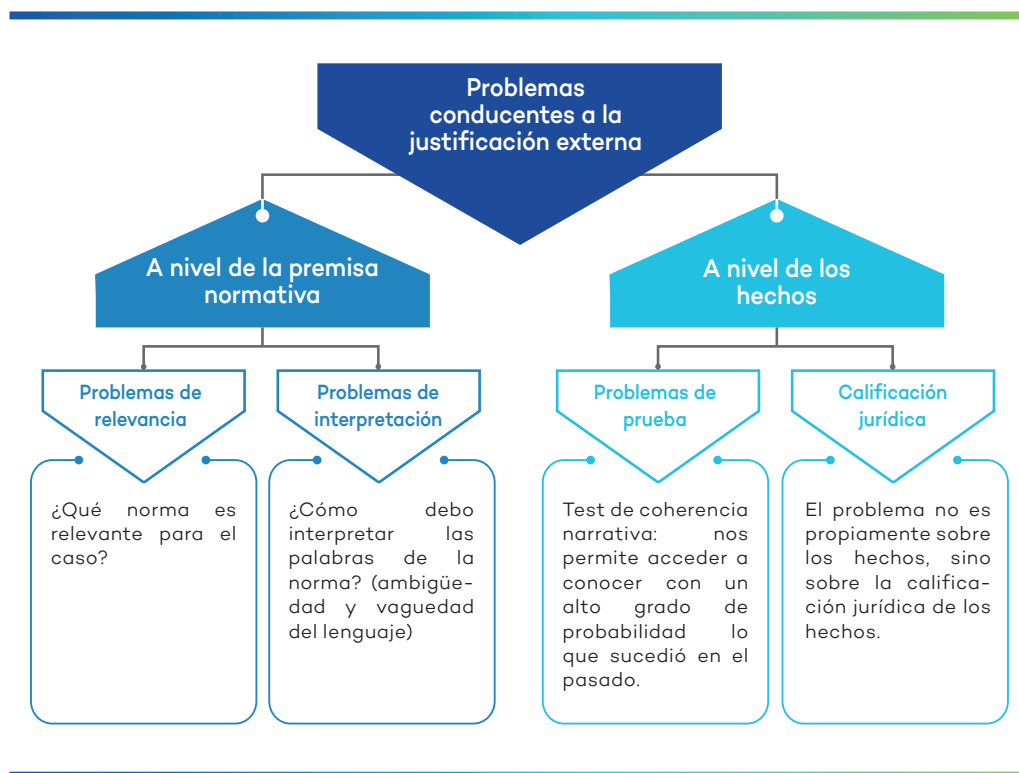 Problemas
conducentes a la
justificación externa
A nivel de la premisa
normativa
A nivel de los
hechos
Problemas de
relevancia
Problemas de
interpretación
Problemas de
prueba
Calificación
jurídica
¿Qué norma es
relevante para el
caso?
¿Cómo debo
interpretar las
palabras de la
norma? (ambigüe-
dad y vaguedad
del lenguaje)
Test de coherencia
narrativa: nos
permite acceder a
conocer con un
alto grado de
probabilidad lo
que sucedió en el
pasado.
El problema no es
propiamente sobre
los hechos, sino
sobre la califica-
ción jurídica de los
hechos.